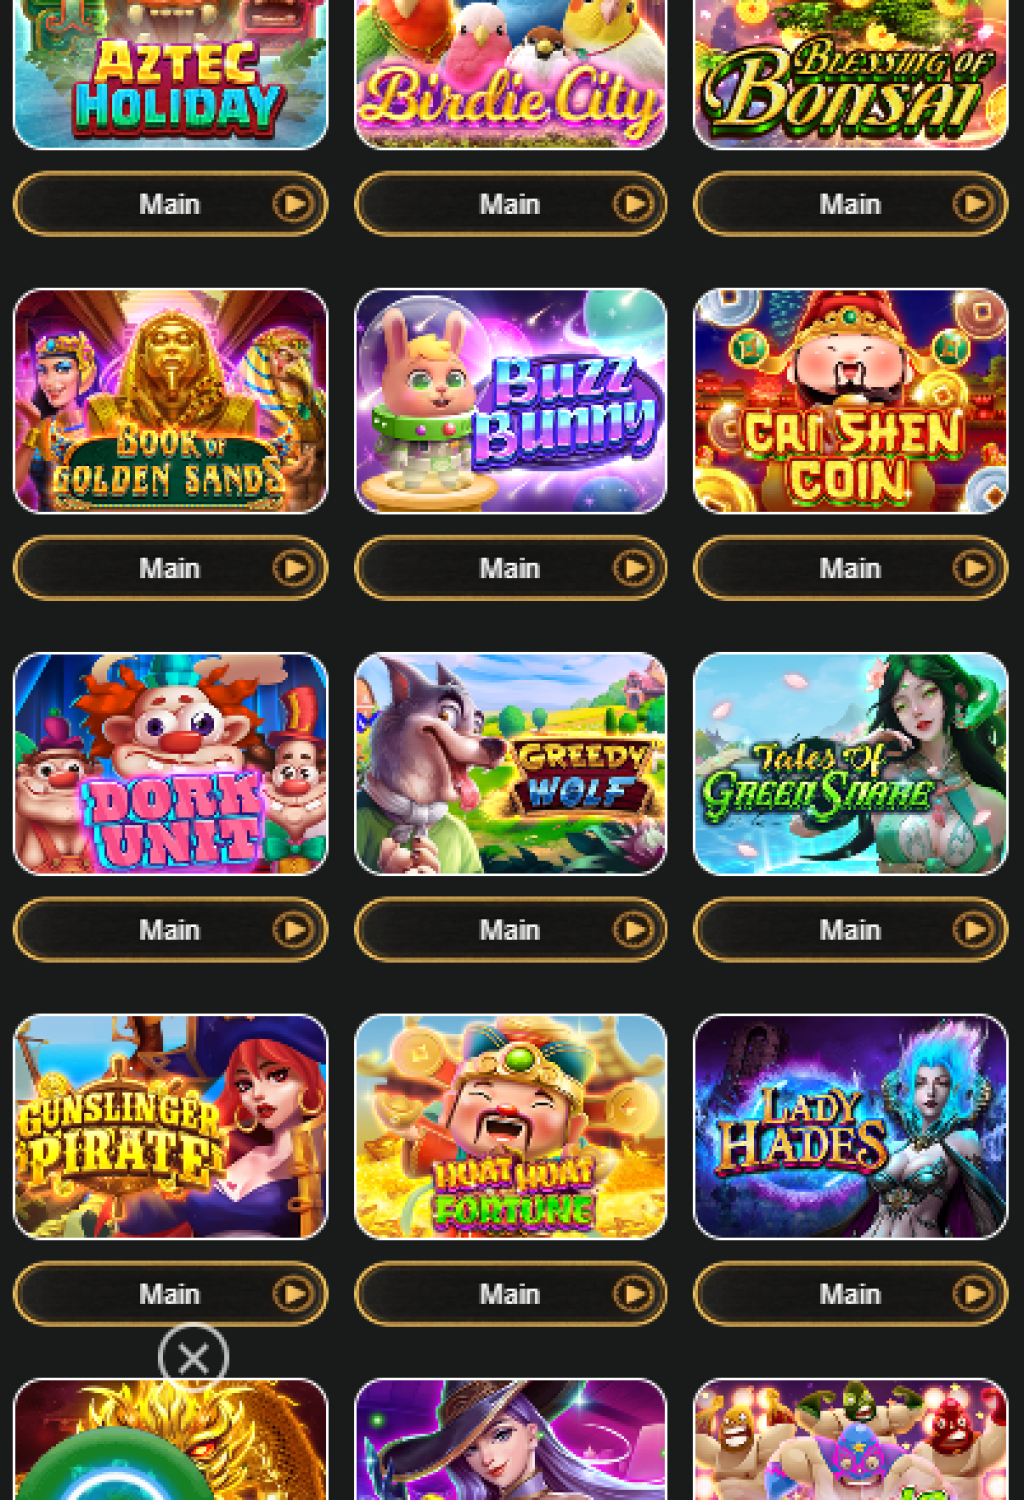 AZTEC
HOLIDAY
Birdie City
BLESSING OF
BONSAI
Main
Main
Main
BOOK OF
GOLDEN SANDS
BUZZ
BUNNY
CAI SHEN
COIN
Main
Main
Main
DORK
UNIT
GREEDY
WOLF
Tales Of
GREEN SNAKE
Main
Main
Main
GUNSLINGER
PIRATE
HUAT HUAT
FORTUNE
LADY
HADES
Main
Main
Main